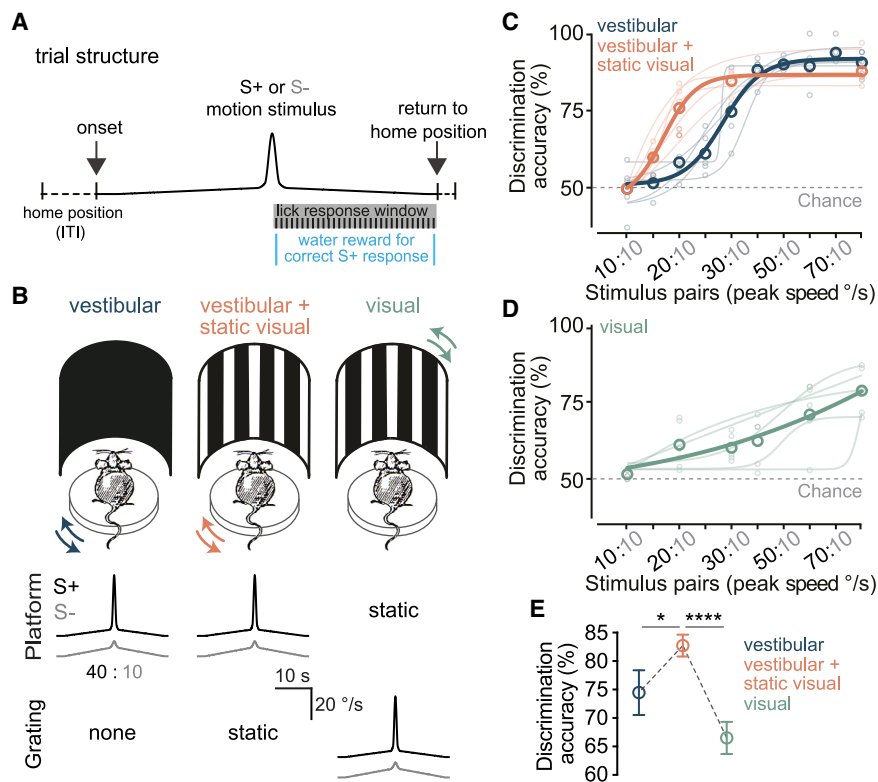 A
trial structure
S+ or S-
motion stimulus
onset
return to
home position
home position
(ITI)
lick response window
water reward for
correct S+ response
B
vestibular
vestibular +
static visual
visual
Platform
S+
S-
40 : 10
static
10 s
20 °/s
Grating
none
static
C
vestibular
vestibular +
static visual
Discrimination
accuracy (%)
100
75
50
Chance
10:10
20:10
30:10
50:10
70:10
Stimulus pairs (peak speed °/s)
D
visual
Discrimination
accuracy (%)
100
75
50
Chance
10:10
20:10
30:10
50:10
70:10
Stimulus pairs (peak speed °/s)
E
* ****
Discrimination
accuracy (%)
85
80
75
70
65
60
vestibular
vestibular +
static visual
visual